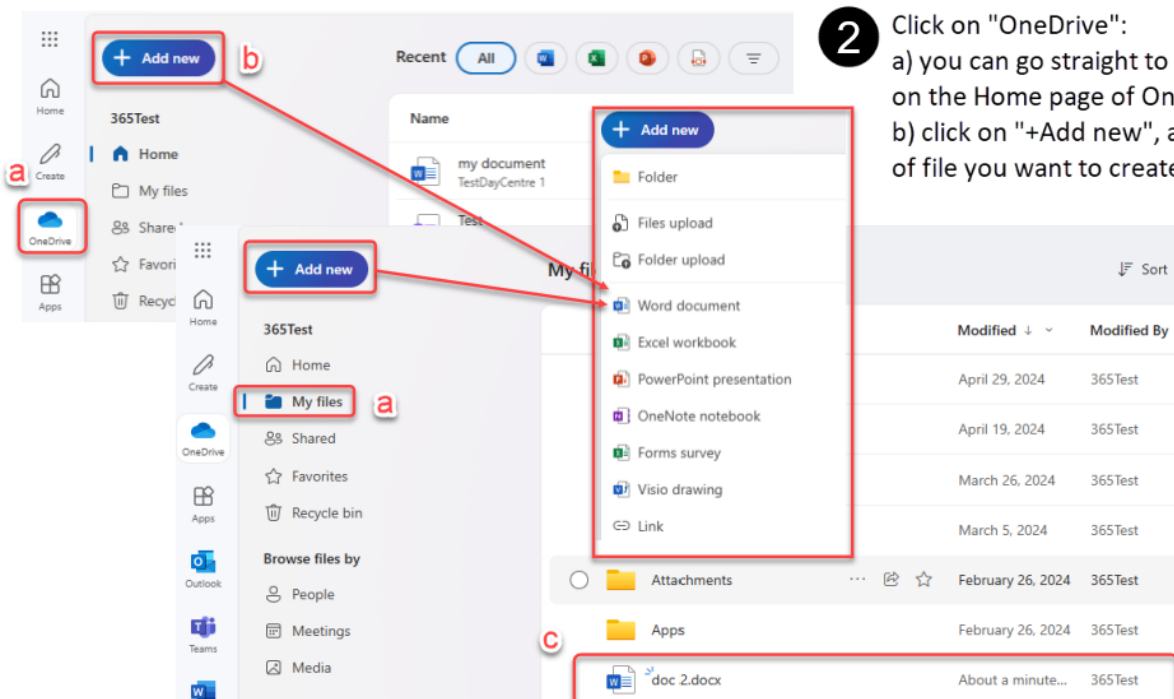 2
Click on "OneDrive":
a) you can go straight to
on the Home page of On
b) click on "+Add new", a
of file you want to create
+ Add new
b
Recent
All
Home
365Test
Name
a
Create
Home
my document
TestDayCentre 1
My files
OneDrive
Share
Test
Favori
Apps
Recyc
+ Add new
Folder
Files upload
Folder upload
Word document
Excel workbook
PowerPoint presentation
OneNote notebook
Forms survey
Visio drawing
Link
+ Add new
My fi
Sort
Home
365Test
Modified
Modified By
Home
Create
April 29, 2024
365Test
My files
a
OneDrive
Shared
April 19, 2024
365Test
Favorites
March 26, 2024
365Test
Apps
Recycle bin
March 5, 2024
365Test
Browse files by
Outlook
People
Attachments
February 26, 2024
365Test
Teams
Meetings
Apps
February 26, 2024
365Test
c
Media
doc 2.docx
About a minute...
365Test